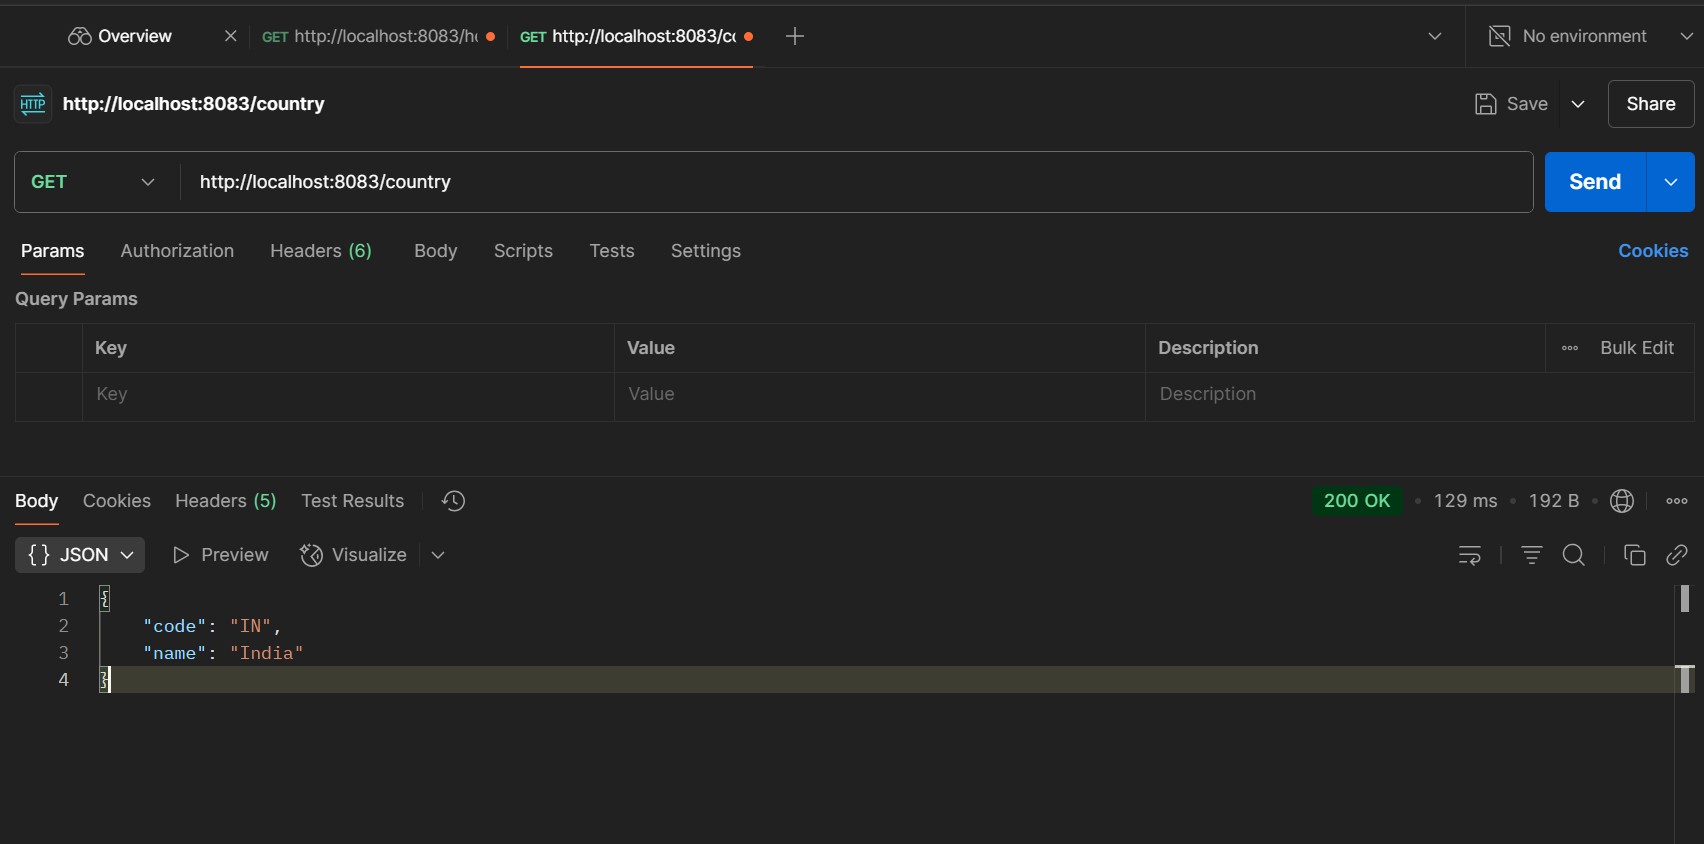 Overview GET http://localhost:8083/h GET http://localhost:8083/c No environment
HTTP http://localhost:8083/country Save Share
GET http://localhost:8083/country Send
Params Authorization Headers (6) Body Scripts Tests Settings Cookies
Query Params
Key Value Description Bulk Edit
Key Value Description
Body Cookies Headers (5) Test Results 200 OK • 129 ms • 192 B •
{} JSON Preview Visualize
1 {
2 "code": "IN",
3 "name": "India"
4 }